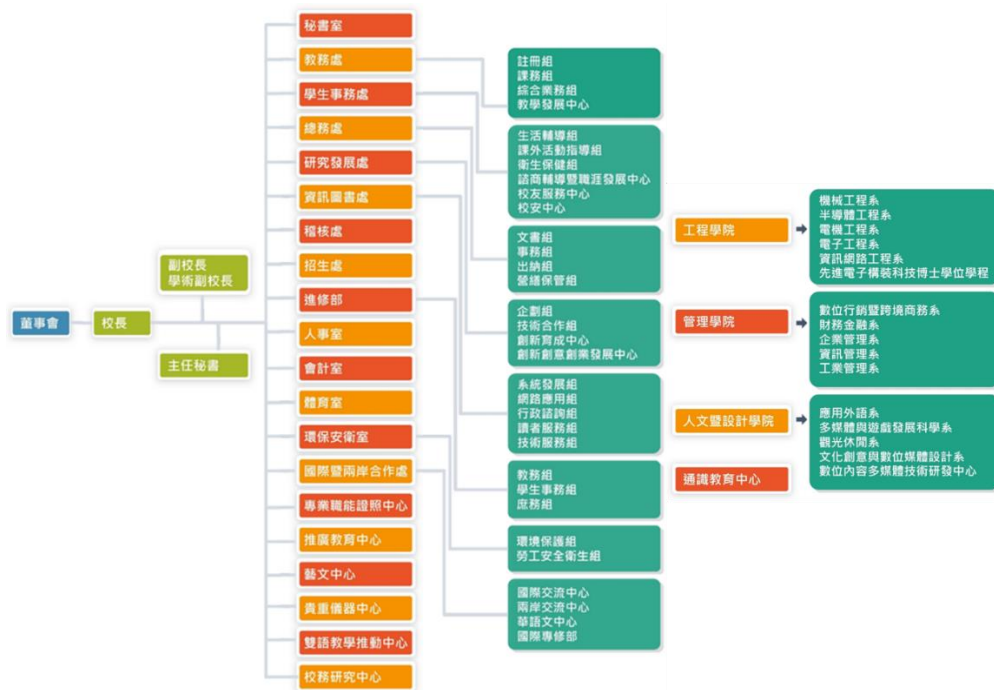 董事會
校長
副校長
學術副校長
主任秘書
秘書室
教務處
學生事務處
總務處
研究發展處
資訊圖書處
稽核處
招生處
進修部
人事室
會計室
體育室
環保安衛室
國際暨兩岸合作處
專業職能證照中心
推廣教育中心
藝文中心
貴重儀器中心
雙語教學推動中心
校務研究中心
註冊組
課務組
綜合業務組
教學發展中心
生活輔導組
課外活動指導組
衛生保健組
諮商輔導暨職涯發展中心
校友服務中心
校安中心
文書組
事務組
出納組
營繕保管組
企劃組
技術合作組
創新育成中心
創新創意創業發展中心
系統發展組
網路應用組
行政諮詢組
讀者服務組
技術服務組
教務組
學生事務組
庶務組
環境保護組
勞工安全衛生組
國際交流中心
兩岸交流中心
華語文中心
國際專修部
工程學院
機械工程系
半導體工程系
電機工程系
電子工程系
資訊網路工程系
先進電子構裝科技博士學位學程
管理學院
數位行銷暨跨境商務系
財務金融系
企業管理系
資訊管理系
工業管理系
人文暨設計學院
應用外語系
多媒體與遊戲發展科學系
觀光休閒系
文化創意與數位媒體設計系
數位內容多媒體技術研發中心
通識教育中心